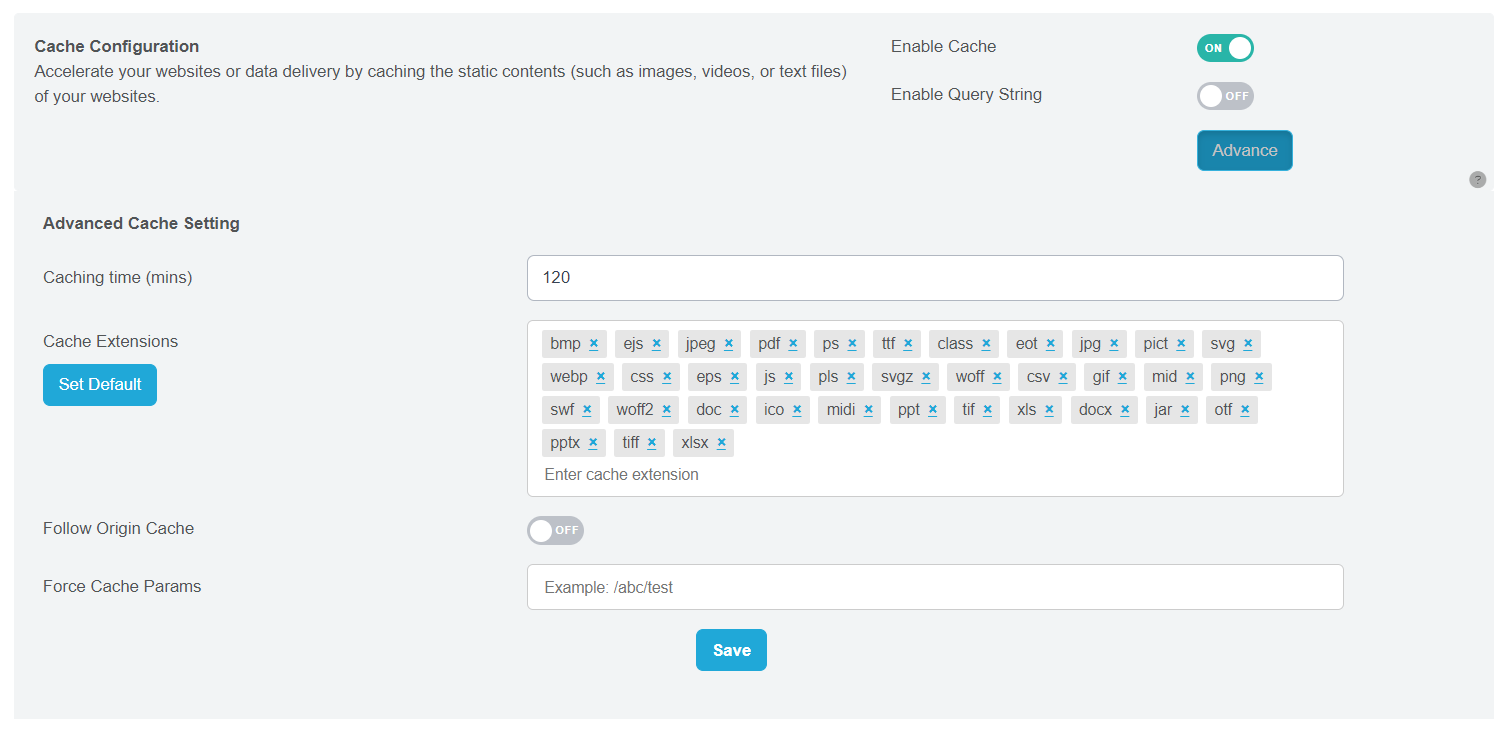 Cache Configuration
Accelerate your websites or data delivery by caching the static contents (such as images, videos, or text files)
of your websites.
Enable Cache
ON
Enable Query String
OFF
Advance
?
Advanced Cache Setting
Caching time (mins)
120
Cache Extensions
Set Default
bmp × ejs × jpeg × pdf × ps × ttf × class × eot × jpg × pict × svg ×
webp × css × eps × js × pls × svgz × woff × csv × gif × mid × png ×
swf × woff2 × doc × ico × midi × ppt × tif × xls × docx × jar × otf ×
pptx × tiff × xlsx ×
Enter cache extension
Follow Origin Cache
OFF
Force Cache Params
Example: /abc/test
Save